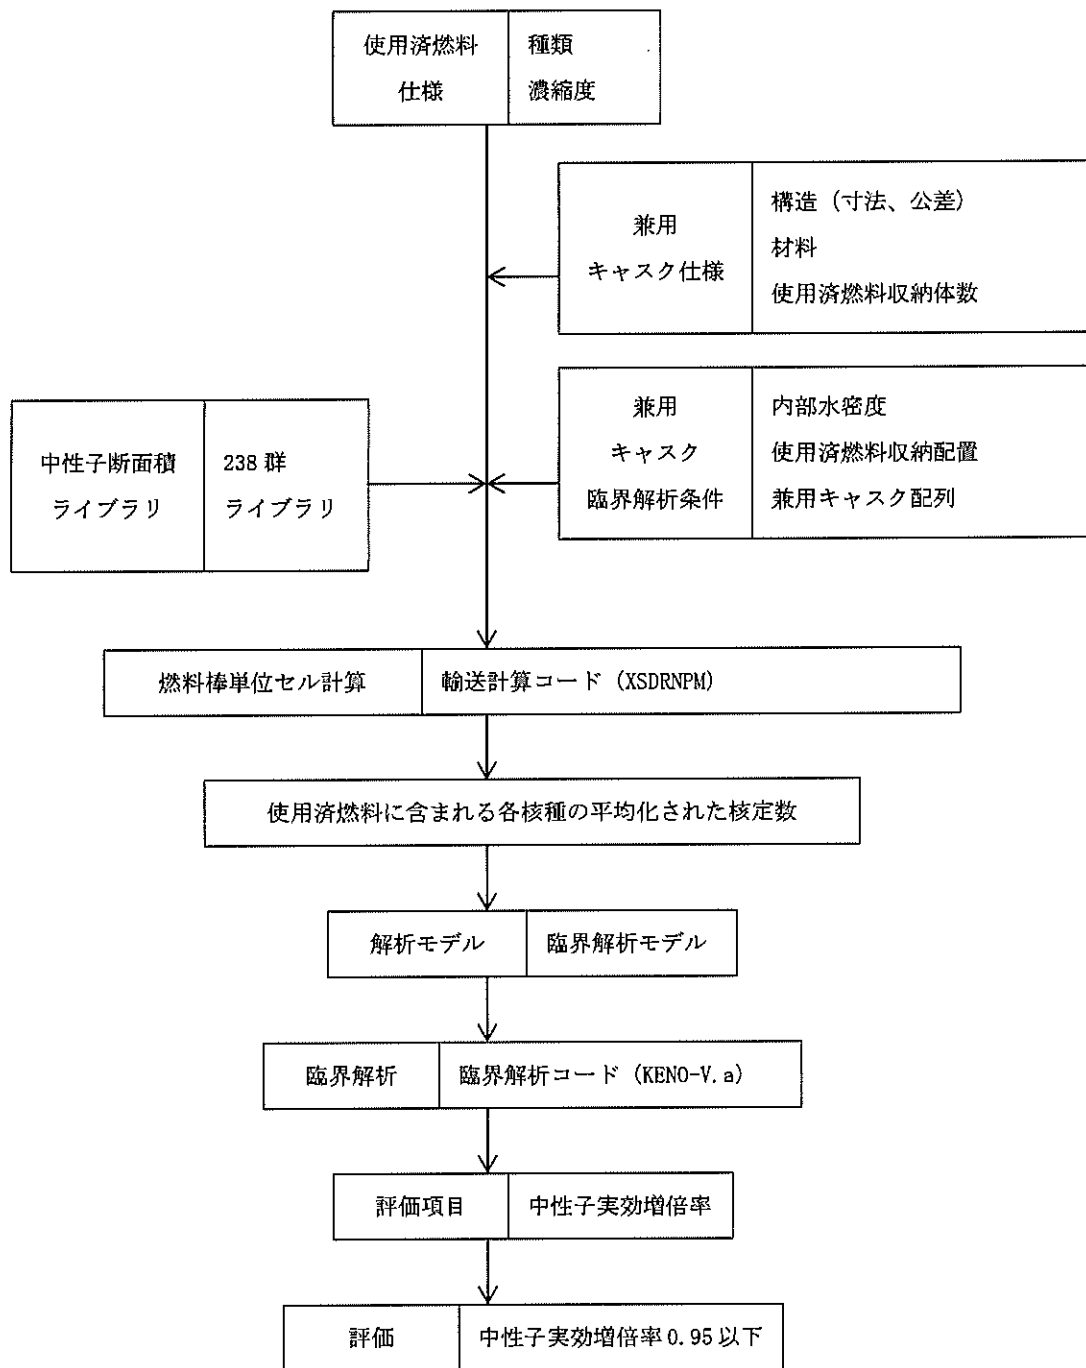 使用済燃料
仕様
種類
濃縮度
兼用
キャスク仕様
構造（寸法、公差）
材料
使用済燃料収納体数
中性子断面積
ライブラリ
238 群
ライブラリ
兼用
キャスク
臨界解析条件
内部水密度
使用済燃料収納配置
兼用キャスク配列
燃料棒単位セル計算
輸送計算コード（XSDRNPM）
使用済燃料に含まれる各核種の平均化された核定数
解析モデル
臨界解析モデル
臨界解析
臨界解析コード（KENO-V.a）
評価項目
中性子実効増倍率
評価
中性子実効増倍率 0.95 以下